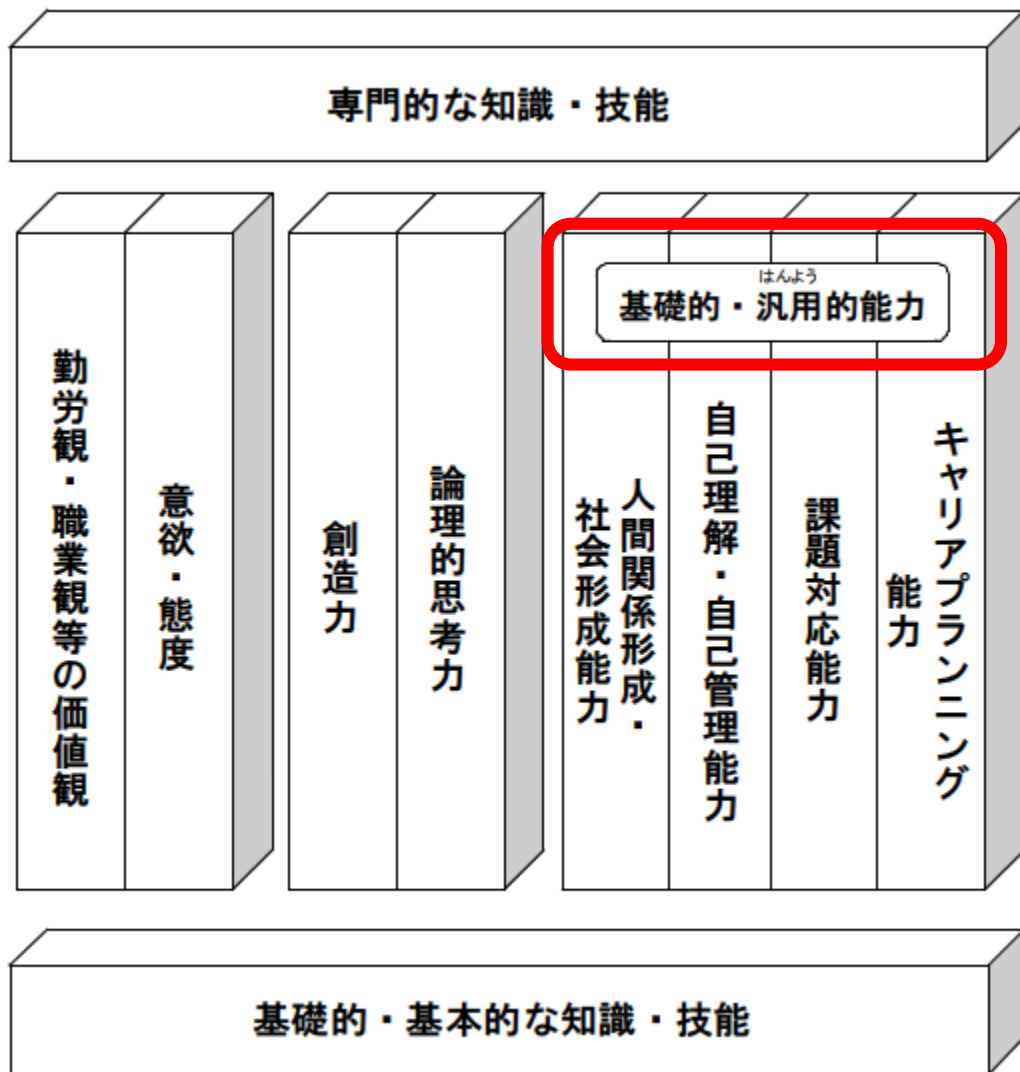 専門的な知識・技能
勤労観・職業観等の価値観
意欲・態度
創造力
論理的思考力
はんよう
基礎的・汎用的能力
人間関係形成・
社会形成能力
自己理解・自己管理能力
課題対応能力
キャリアプランニング
能力
基礎的・基本的な知識・技能